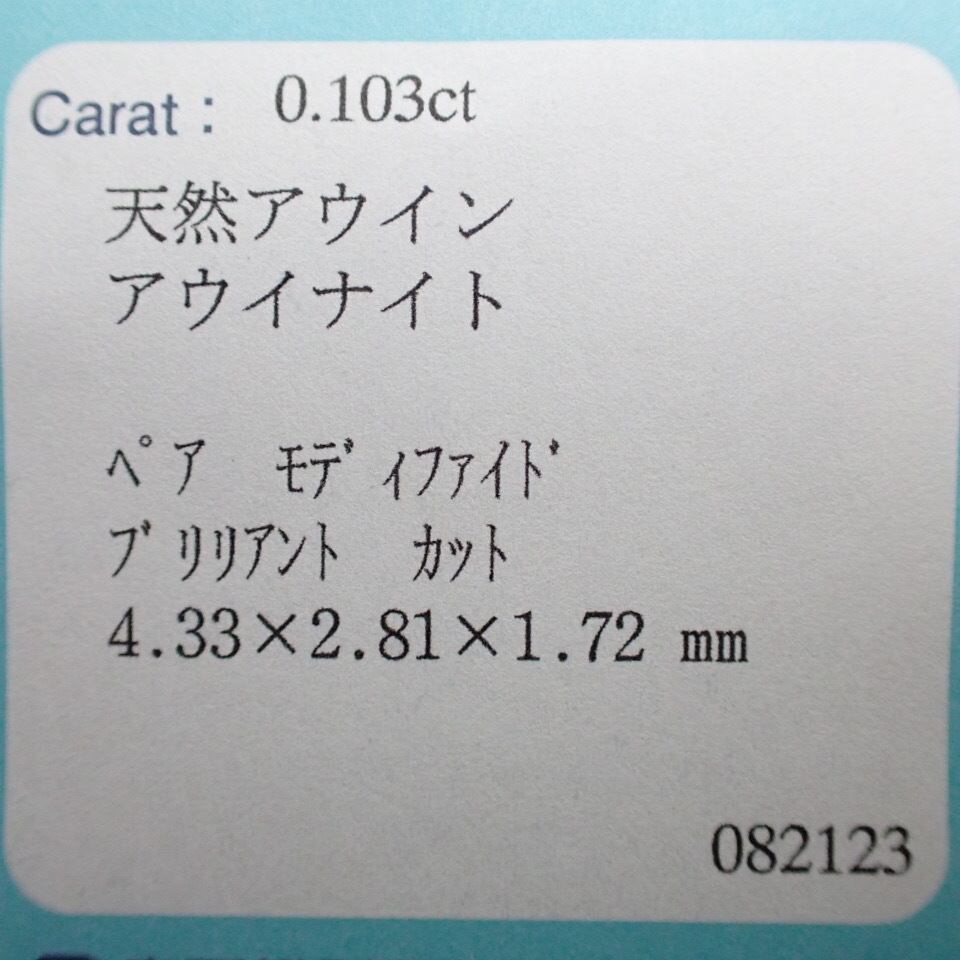 Carat : 0.103ct
天然アウイン
アウイナイト
ﾍﾟｱ ﾓﾃﾞｨﾌｧｲﾄﾞ
ﾌﾞﾘﾘｱﾝﾄ ｶｯﾄ
4.33×2.81×1.72 mm
082123